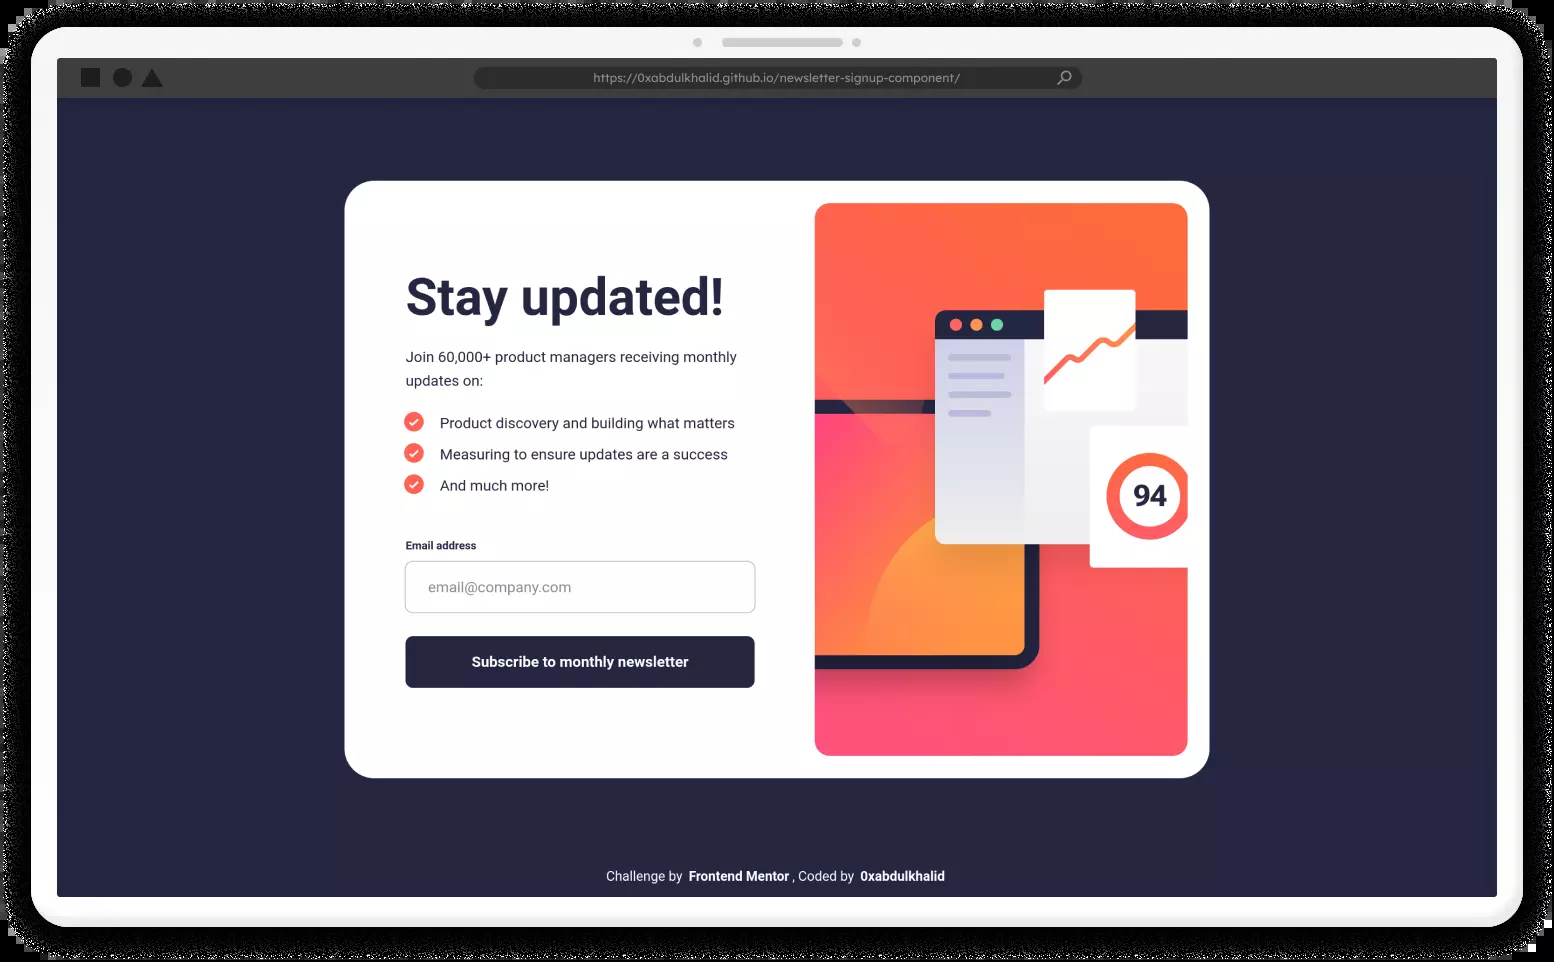 https://0xabdulkhalid.github.io/newsletter-signup-component/
Stay updated!
Join 60,000+ product managers receiving monthly
updates on:
Product discovery and building what matters
Measuring to ensure updates are a success
And much more!
Email address
email@company.com
Subscribe to monthly newsletter
94
Challenge by Frontend Mentor , Coded by 0xabdulkhalid